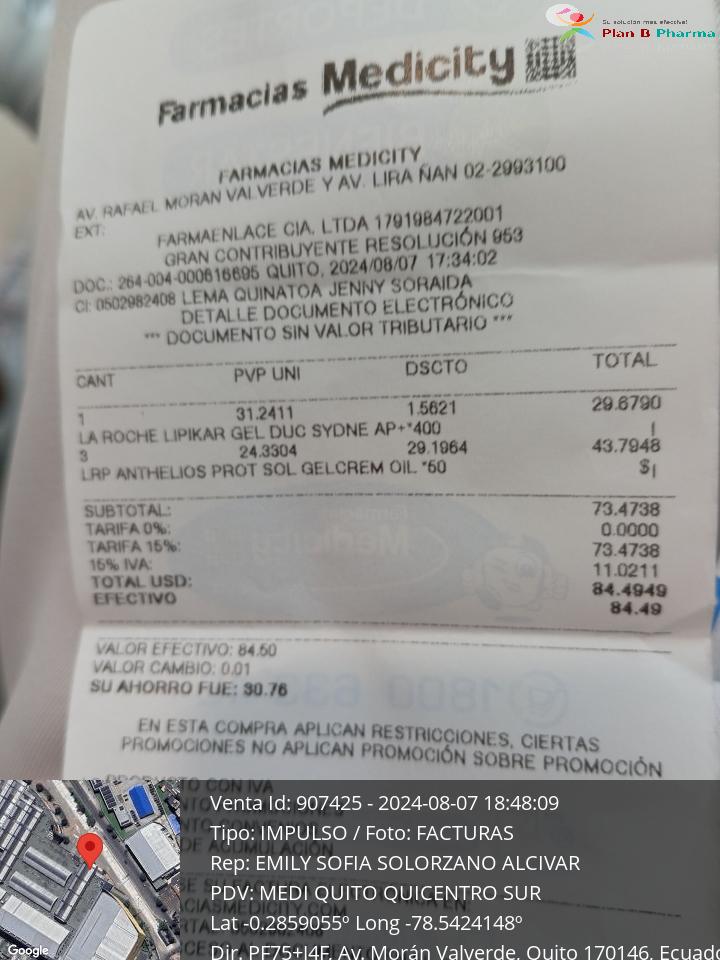 Su solución mas efectiva!
Plan B Pharma
Farmacias Medicity
FARMACIAS MEDICITY
AV. RAFAEL MORAN VALVERDE Y AV. LIRA ÑAN 02-2993100
EXT:
FARMAENLACE CIA. LTDA 1791984722001
GRAN CONTRIBUYENTE RESOLUCIÓN 953
DOC.: 264-004-000616695 QUITO, 2024/08/07 17:34:02
CI: 0502982408 LEMA QUINATOA JENNY SORAIDA
DETALLE DOCUMENTO ELECTRÓNICO
*** DOCUMENTO SIN VALOR TRIBUTARIO ***
CANT PVP UNI DSCTO TOTAL
1 31.2411 1.5621 29.6790
LA ROCHE LIPIKAR GEL DUC SYDNE AP+*400 I
3 24.3304 29.1964 43.7948
LRP ANTHELIOS PROT SOL GELCREM OIL *50 $I
SUBTOTAL: 73.4738
TARIFA 0%: 0.0000
TARIFA 15%: 73.4738
15% IVA: 11.0211
TOTAL USD: 84.4949
EFECTIVO 84.49
VALOR EFECTIVO: 84.50
VALOR CAMBIO: 0.01
SU AHORRO FUE: 30.76
EN ESTA COMPRA APLICAN RESTRICCIONES, CIERTAS
PROMOCIONES NO APLICAN PROMOCIÓN SOBRE PROMOCIÓN
Venta Id: 907425 - 2024-08-07 18:48:09
Tipo: IMPULSO / Foto: FACTURAS
Rep: EMILY SOFIA SOLORZANO ALCIVAR
PDV: MEDI QUITO QUICENTRO SUR
Lat -0.2859055º Long -78.5424148º
Dir. PF75+J4F, Av. Morán Valverde, Quito 170146, Ecuado
Google